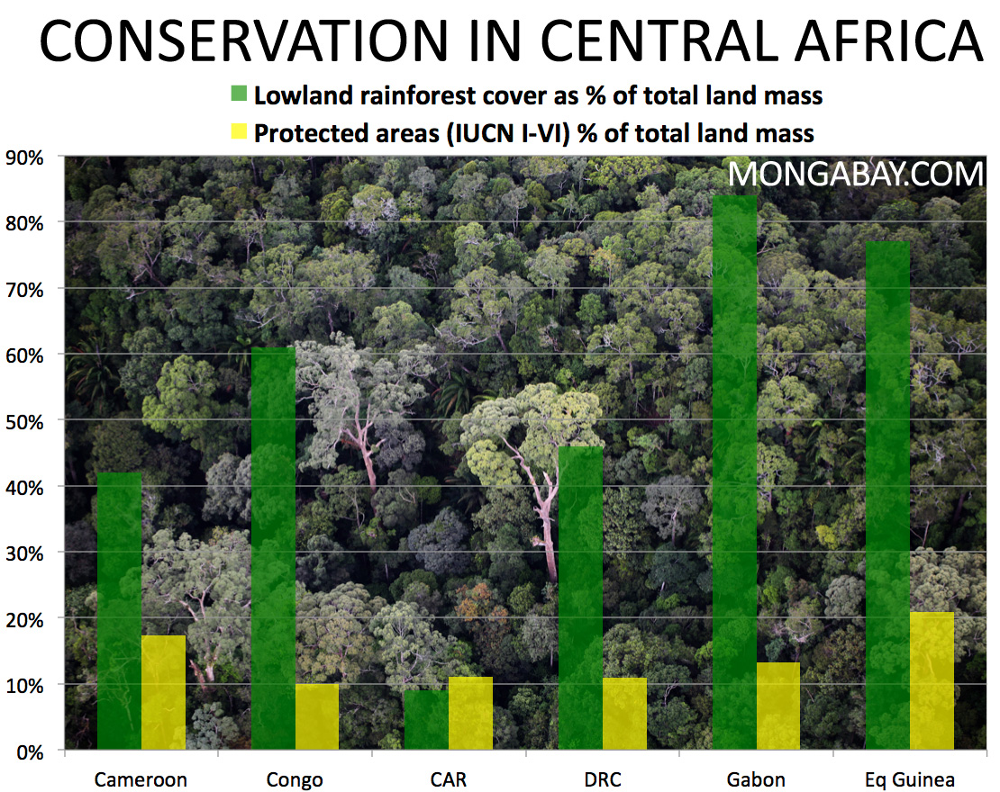 CONSERVATION IN CENTRAL AFRICA
Lowland rainforest cover as % of total land mass
Protected areas (IUCN I-VI) % of total land mass
MONGABAY.COM
90%
80%
70%
60%
50%
40%
30%
20%
10%
0%
Cameroon Congo CAR DRC Gabon Eq Guinea